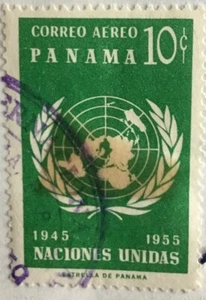 CORREO AEREO
PANAMA 10 ¢
1945 1955
NACIONES UNIDAS
ESTRELLA DE PANAMA